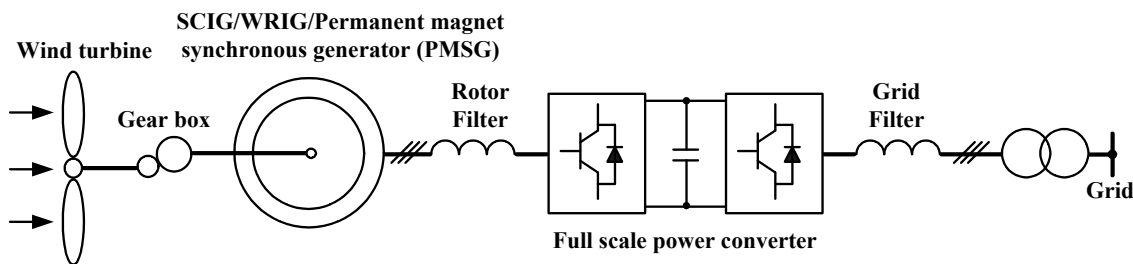 SCIG/WRIG/Permanent magnet
synchronous generator (PMSG)
Wind turbine
Gear box
Rotor
Filter
Grid
Filter
Grid
Full scale power converter